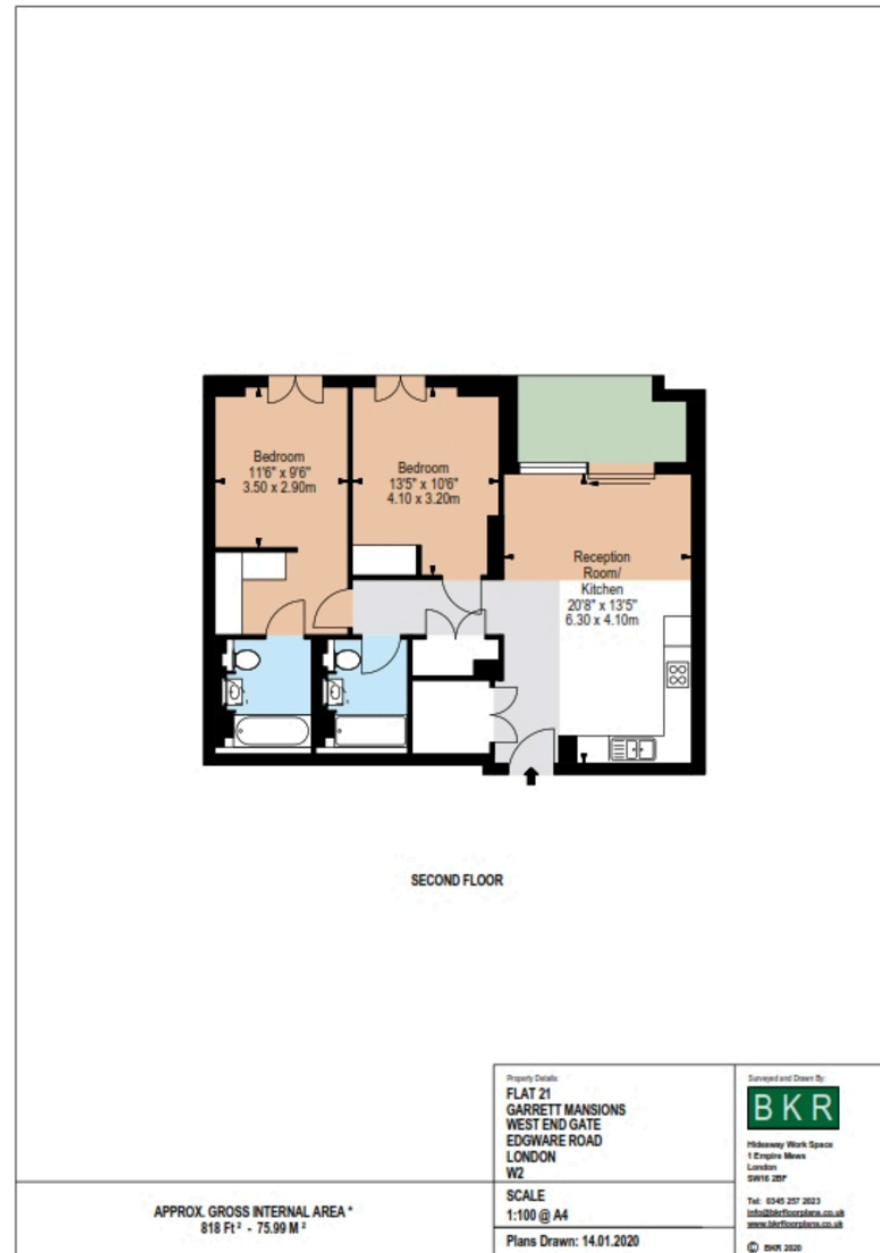 Bedroom
11'6" x 9'6"
3.50 x 2.90m
Bedroom
13'5" x 10'6"
4.10 x 3.20m
Reception
Room/
Kitchen
20'8" x 13'5"
6.30 x 4.10m
SECOND FLOOR
APPROX. GROSS INTERNAL AREA *
818 Ft² - 75.99 M²
Property Details:
FLAT 21
GARRETT MANSIONS
WEST END GATE
EDGWARE ROAD
LONDON
W2
SCALE
1:100 @ A4
Plans Drawn: 14.01.2020
Surveyed and Drawn By:
BKR
Hideaway Work Space
1 Empire Mews
London
SW16 2BF
Tel: 0345 257 2023
info@bkrfloorplans.co.uk
www.bkrfloorplans.co.uk
© BKR 2020